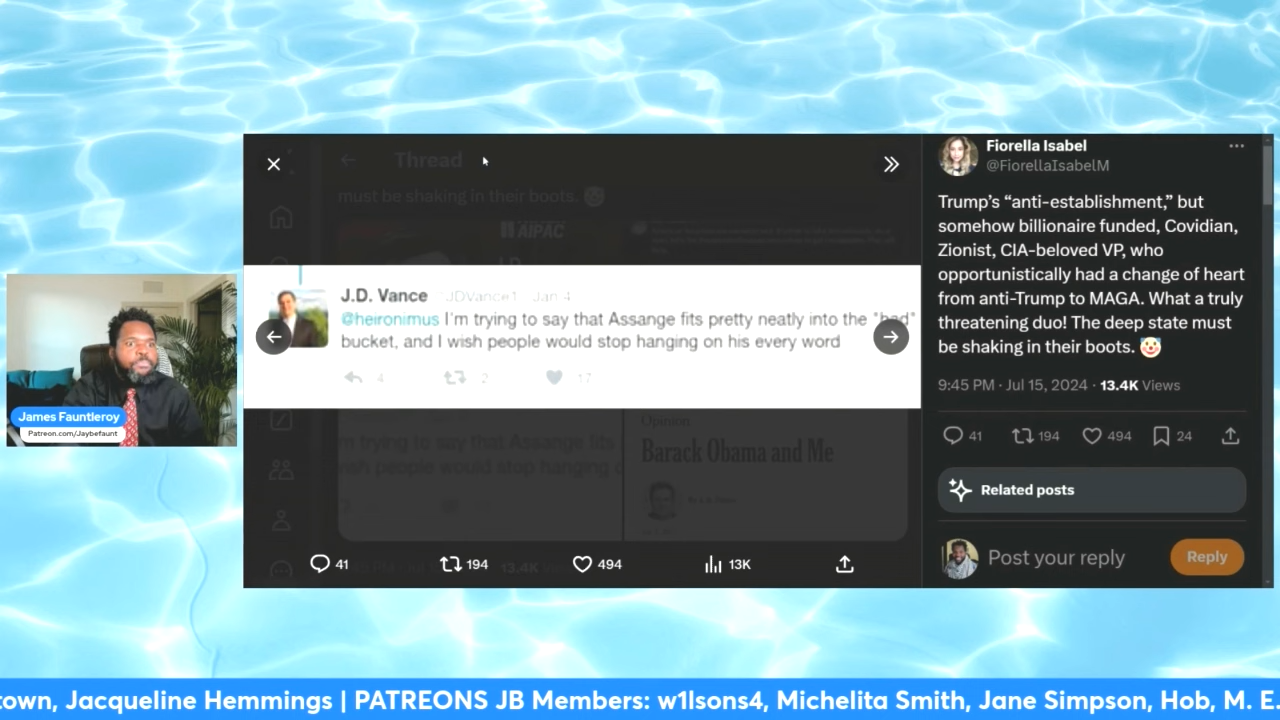 Thread
must be shaking in their boots.
AIPAC
J.D. Vance JDVance1 Jan 4
@heironimus I'm trying to say that Assange fits pretty neatly into the "bad"
bucket, and I wish people would stop hanging on his every word
4 2 17
trying to say that Assange fits
people would stop hanging
Opinion
Barack Obama and Me
41 194 494 13K
Fiorella Isabel
@FiorellaIsabelM
Trump's “anti-establishment,” but
somehow billionaire funded, Covidian,
Zionist, CIA-beloved VP, who
opportunistically had a change of heart
from anti-Trump to MAGA. What a truly
threatening duo! The deep state must
be shaking in their boots. 🤡
9:45 PM · Jul 15, 2024 · 13.4K Views
41 194 494 24
Related posts
Post your reply
Reply
James Fauntleroy
Patreon.com/Jaybefaunt
town, Jacqueline Hemmings | PATREONS JB Members: w1lsons4, Michelita Smith, Jane Simpson, Hob, M. E.